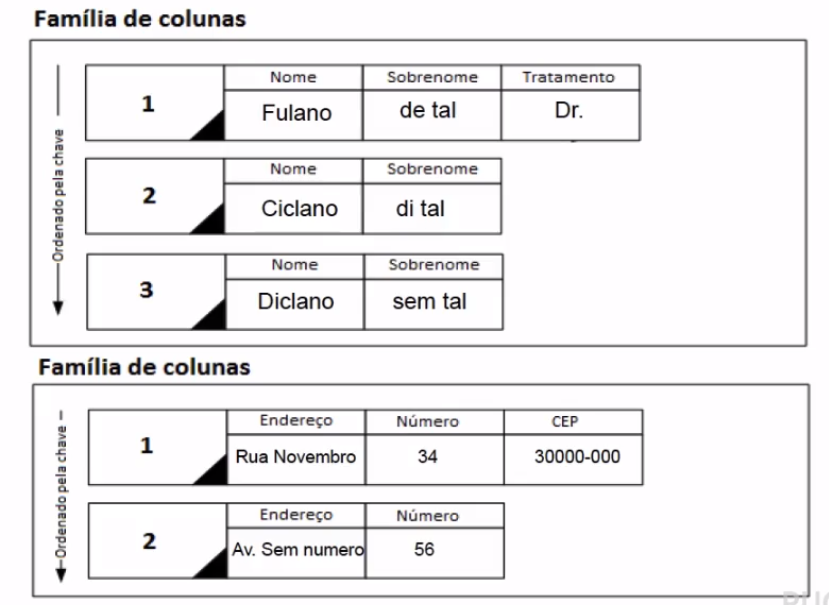 Família de colunas
Ordenado pela chave
1
Nome Sobrenome Tratamento
Fulano de tal Dr.
2
Nome Sobrenome
Ciclano di tal
3
Nome Sobrenome
Diclano sem tal
Família de colunas
Ordenado pela chave
1
Endereço Número CEP
Rua Novembro 34 30000-000
2
Endereço Número
Av. Sem numero 56